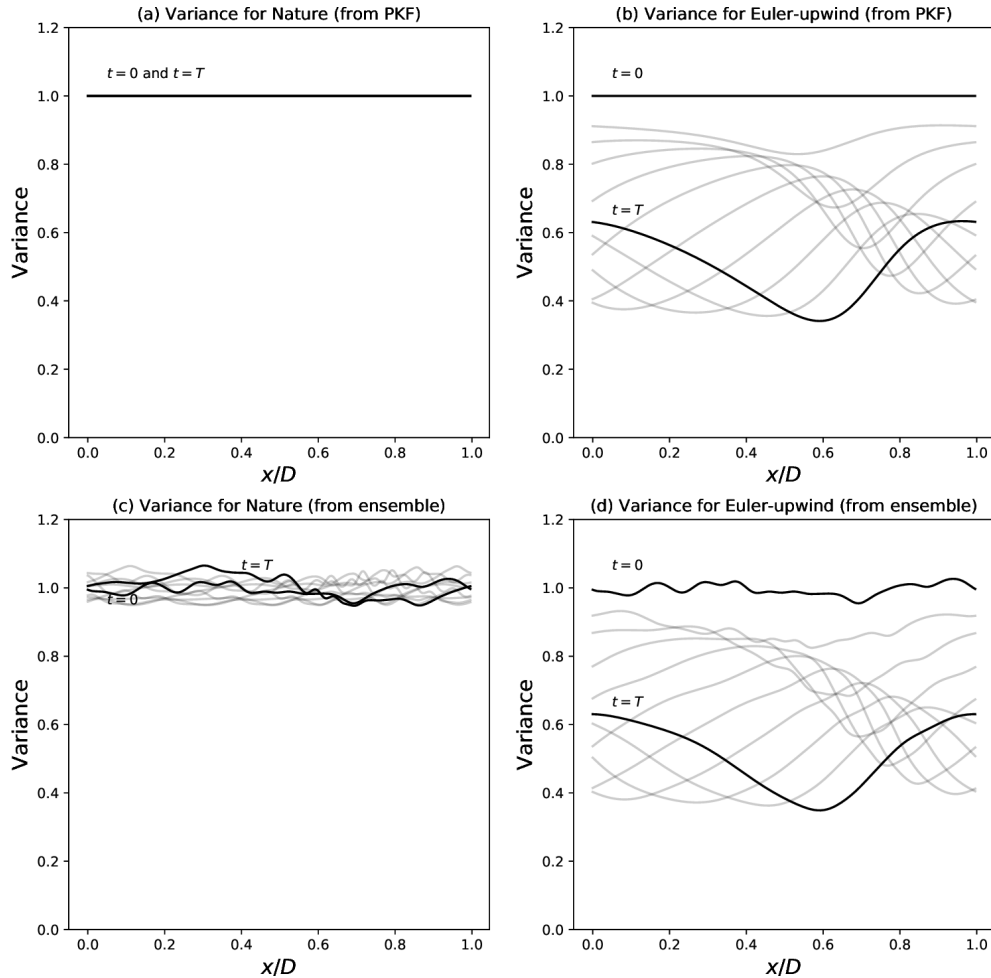 (a) Variance for Nature (from PKF)
1.2
1.0
0.8
0.6
0.4
0.2
0.0
Variance
t = 0 and t = T
0.0 0.2 0.4 0.6 0.8 1.0
x/D
(b) Variance for Euler-upwind (from PKF)
1.2
1.0
0.8
0.6
0.4
0.2
0.0
Variance
t = 0
t = T
0.0 0.2 0.4 0.6 0.8 1.0
x/D
(c) Variance for Nature (from ensemble)
1.2
1.0
0.8
0.6
0.4
0.2
0.0
Variance
t = T
t = 0
0.0 0.2 0.4 0.6 0.8 1.0
x/D
(d) Variance for Euler-upwind (from ensemble)
1.2
1.0
0.8
0.6
0.4
0.2
0.0
Variance
t = 0
t = T
0.0 0.2 0.4 0.6 0.8 1.0
x/D